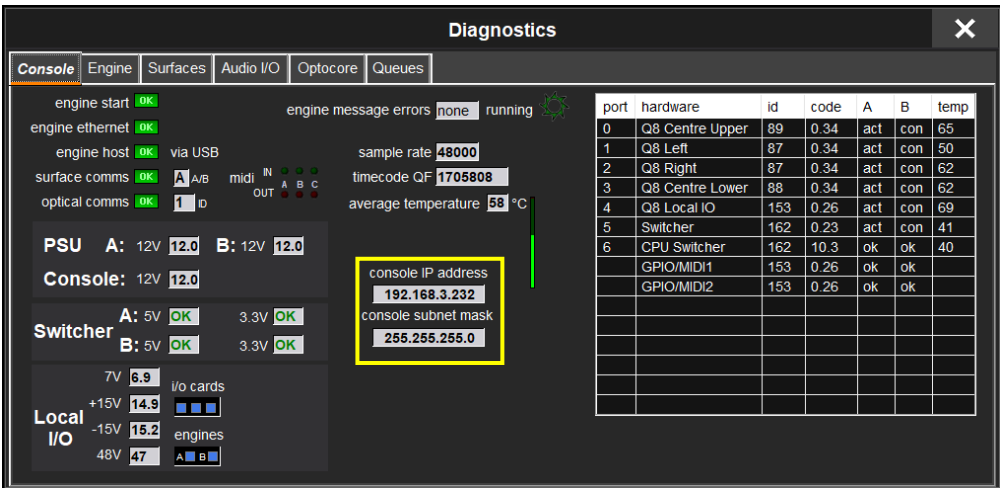 Diagnostics
Console Engine Surfaces Audio I/O Optocore Queues
engine start OK
engine ethernet OK
engine host OK via USB
surface comms OK A A/B midi IN OUT A B C
optical comms OK 1 ID
engine message errors none running
sample rate 48000
timecode QF 1705808
average temperature 58 °C
PSU A: 12V 12.0 B: 12V 12.0
Console: 12V 12.0
console IP address
192.168.3.232
console subnet mask
255.255.255.0
Switcher
A: 5V OK 3.3V OK
B: 5V OK 3.3V OK
Local I/O
7V 6.9 i/o cards
+15V 14.9
-15V 15.2 engines
48V 47 A B
port hardware id code A B temp
0 Q8 Centre Upper 89 0.34 act con 65
1 Q8 Left 87 0.34 act con 50
2 Q8 Right 87 0.34 act con 62
3 Q8 Centre Lower 88 0.34 act con 62
4 Q8 Local IO 153 0.26 act con 69
5 Switcher 162 0.23 act con 41
6 CPU Switcher 162 10.3 ok ok 40
GPIO/MIDI1 153 0.26 ok ok
GPIO/MIDI2 153 0.26 ok ok